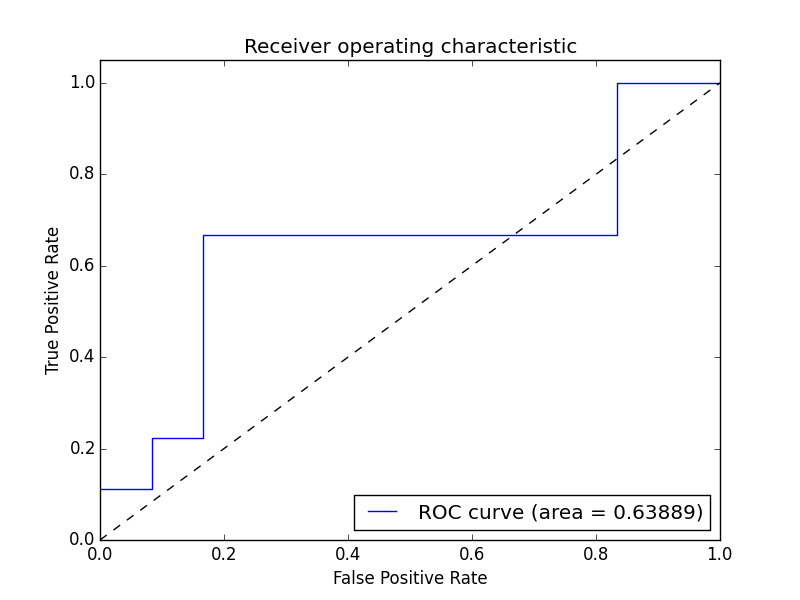 Receiver operating characteristic
True Positive Rate
1.0
0.8
0.6
0.4
0.2
0.0
ROC curve (area = 0.63889)
0.0 0.2 0.4 0.6 0.8 1.0
False Positive Rate